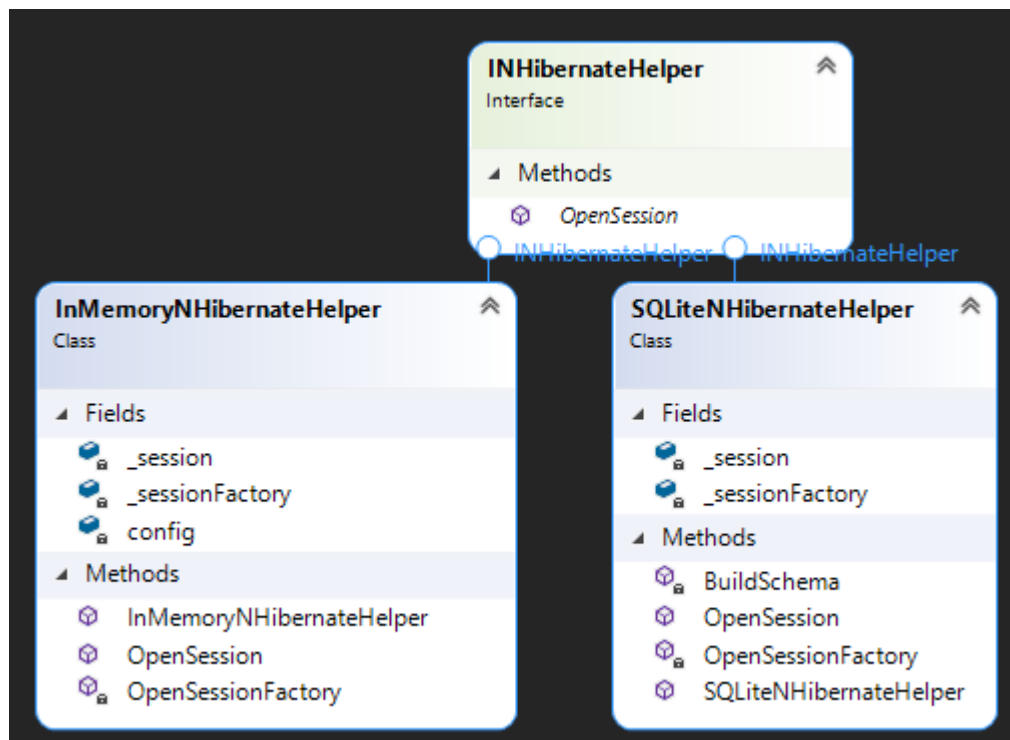 INHibernateHelper
Interface
Methods
OpenSession
INHibernateHelper
INHibernateHelper
InMemoryNHibernateHelper
Class
Fields
_session
_sessionFactory
config
Methods
InMemoryNHibernateHelper
OpenSession
OpenSessionFactory
SQLiteNHibernateHelper
Class
Fields
_session
_sessionFactory
Methods
BuildSchema
OpenSession
OpenSessionFactory
SQLiteNHibernateHelper